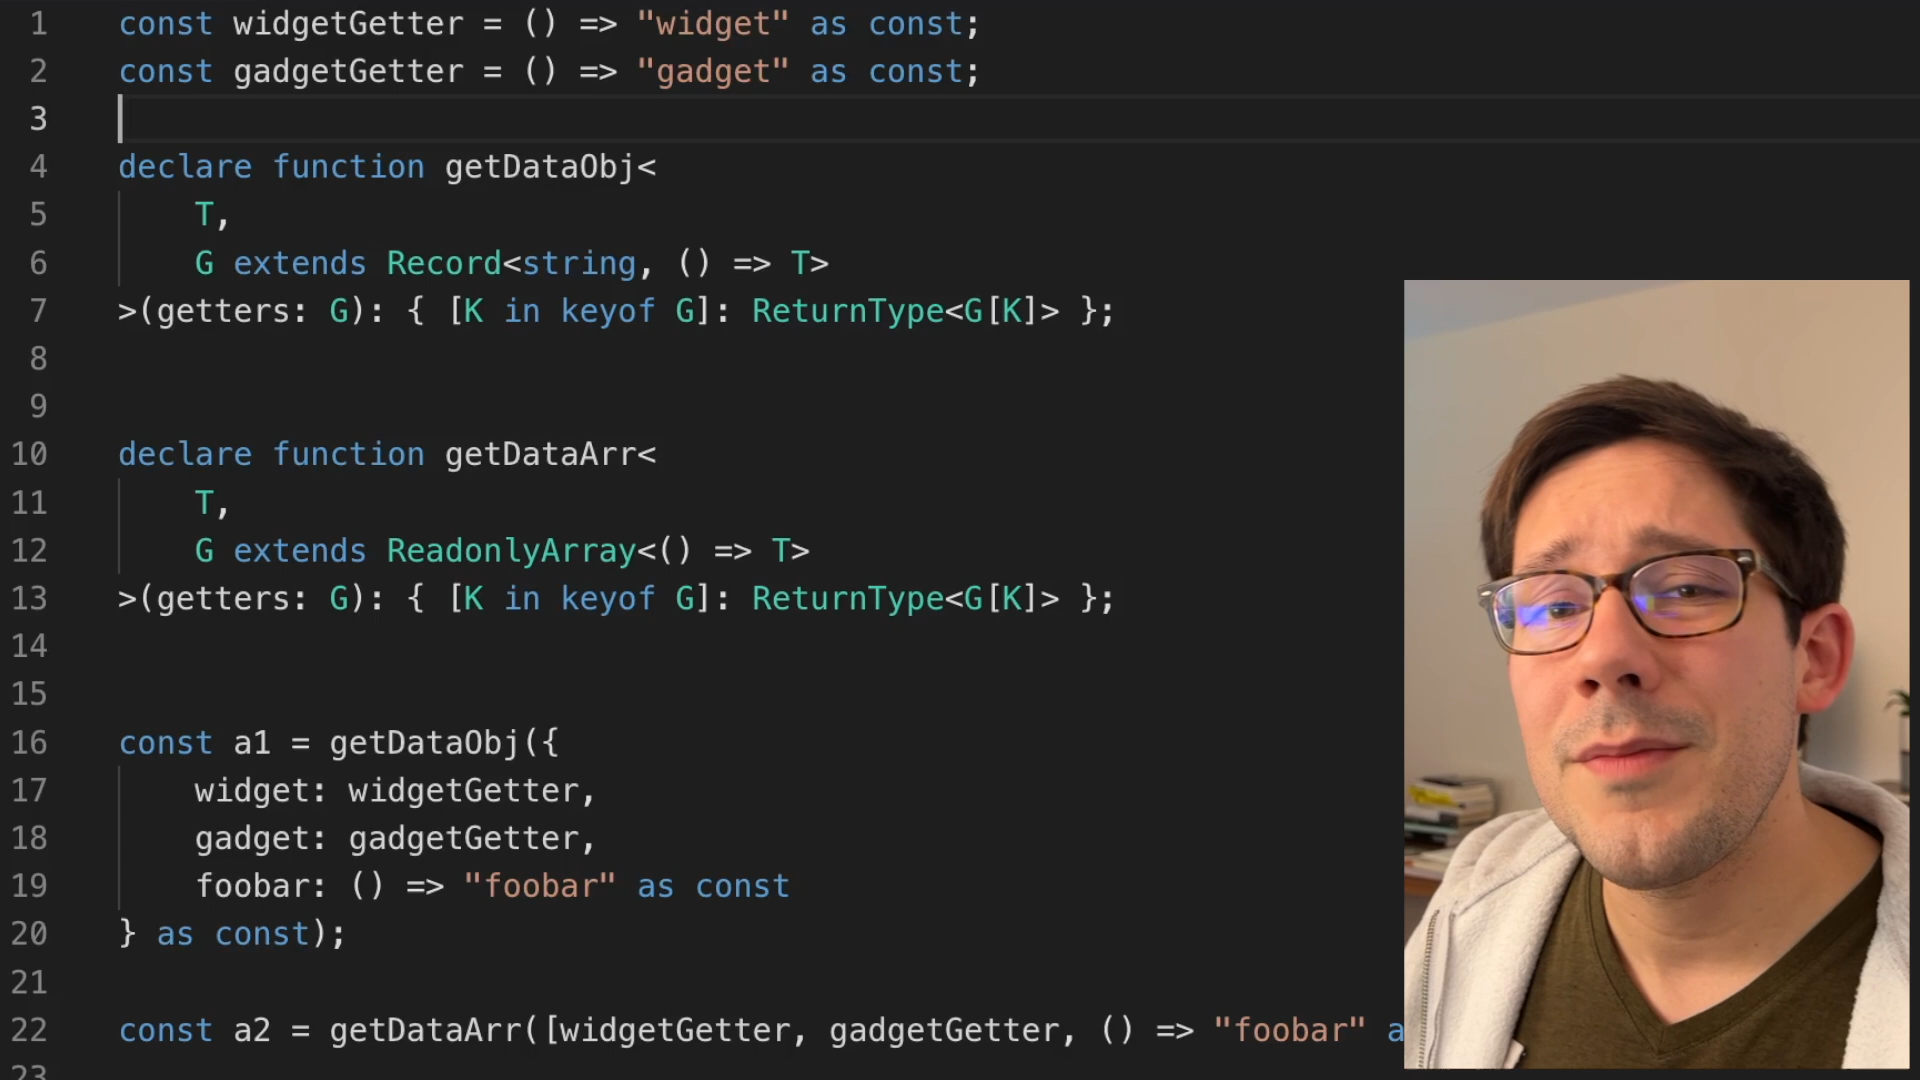 1 const widgetGetter = () => "widget" as const;
2 const gadgetGetter = () => "gadget" as const;
3
4 declare function getDataObj<
5 T,
6 G extends Record<string, () => T>
7 >(getters: G): { [K in keyof G]: ReturnType<G[K]> };
8
9
10 declare function getDataArr<
11 T,
12 G extends ReadonlyArray<() => T>
13 >(getters: G): { [K in keyof G]: ReturnType<G[K]> };
14
15
16 const a1 = getDataObj({
17 widget: widgetGetter,
18 gadget: gadgetGetter,
19 foobar: () => "foobar" as const
20 } as const);
21
22 const a2 = getDataArr([widgetGetter, gadgetGetter, () => "foobar" a
23